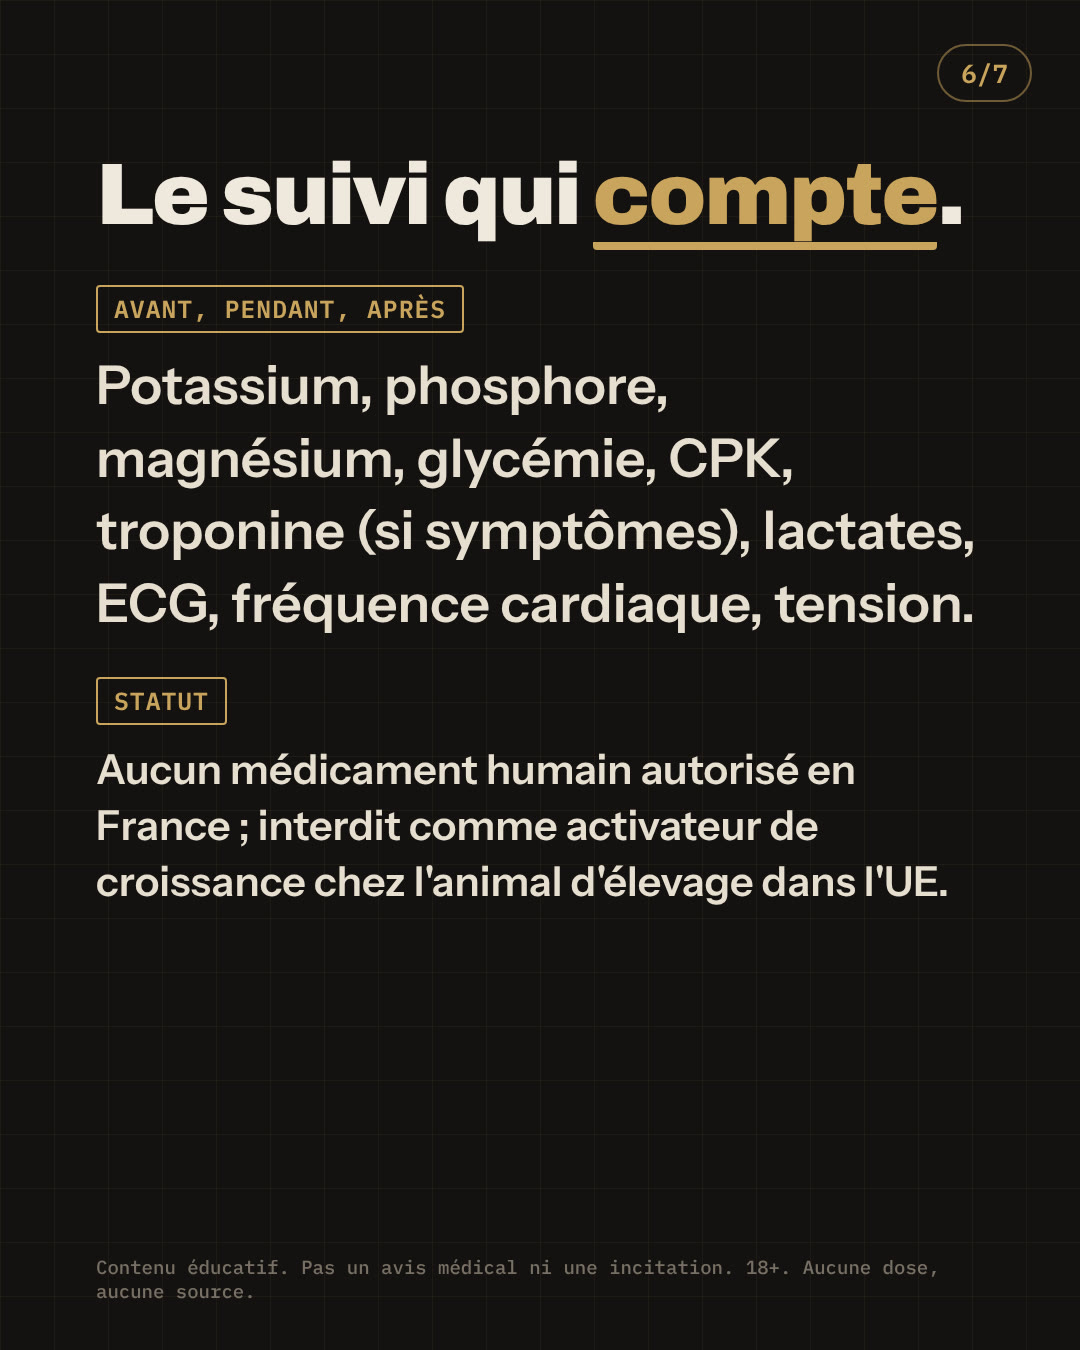 6/7
Le suivi qui compte.
AVANT, PENDANT, APRÈS
Potassium, phosphore,
magnésium, glycémie, CPK,
troponine (si symptômes), lactates,
ECG, fréquence cardiaque, tension.
STATUT
Aucun médicament humain autorisé en
France ; interdit comme activateur de
croissance chez l'animal d'élevage dans l'UE.
Contenu éducatif. Pas un avis médical ni une incitation. 18+. Aucune dose,
aucune source.